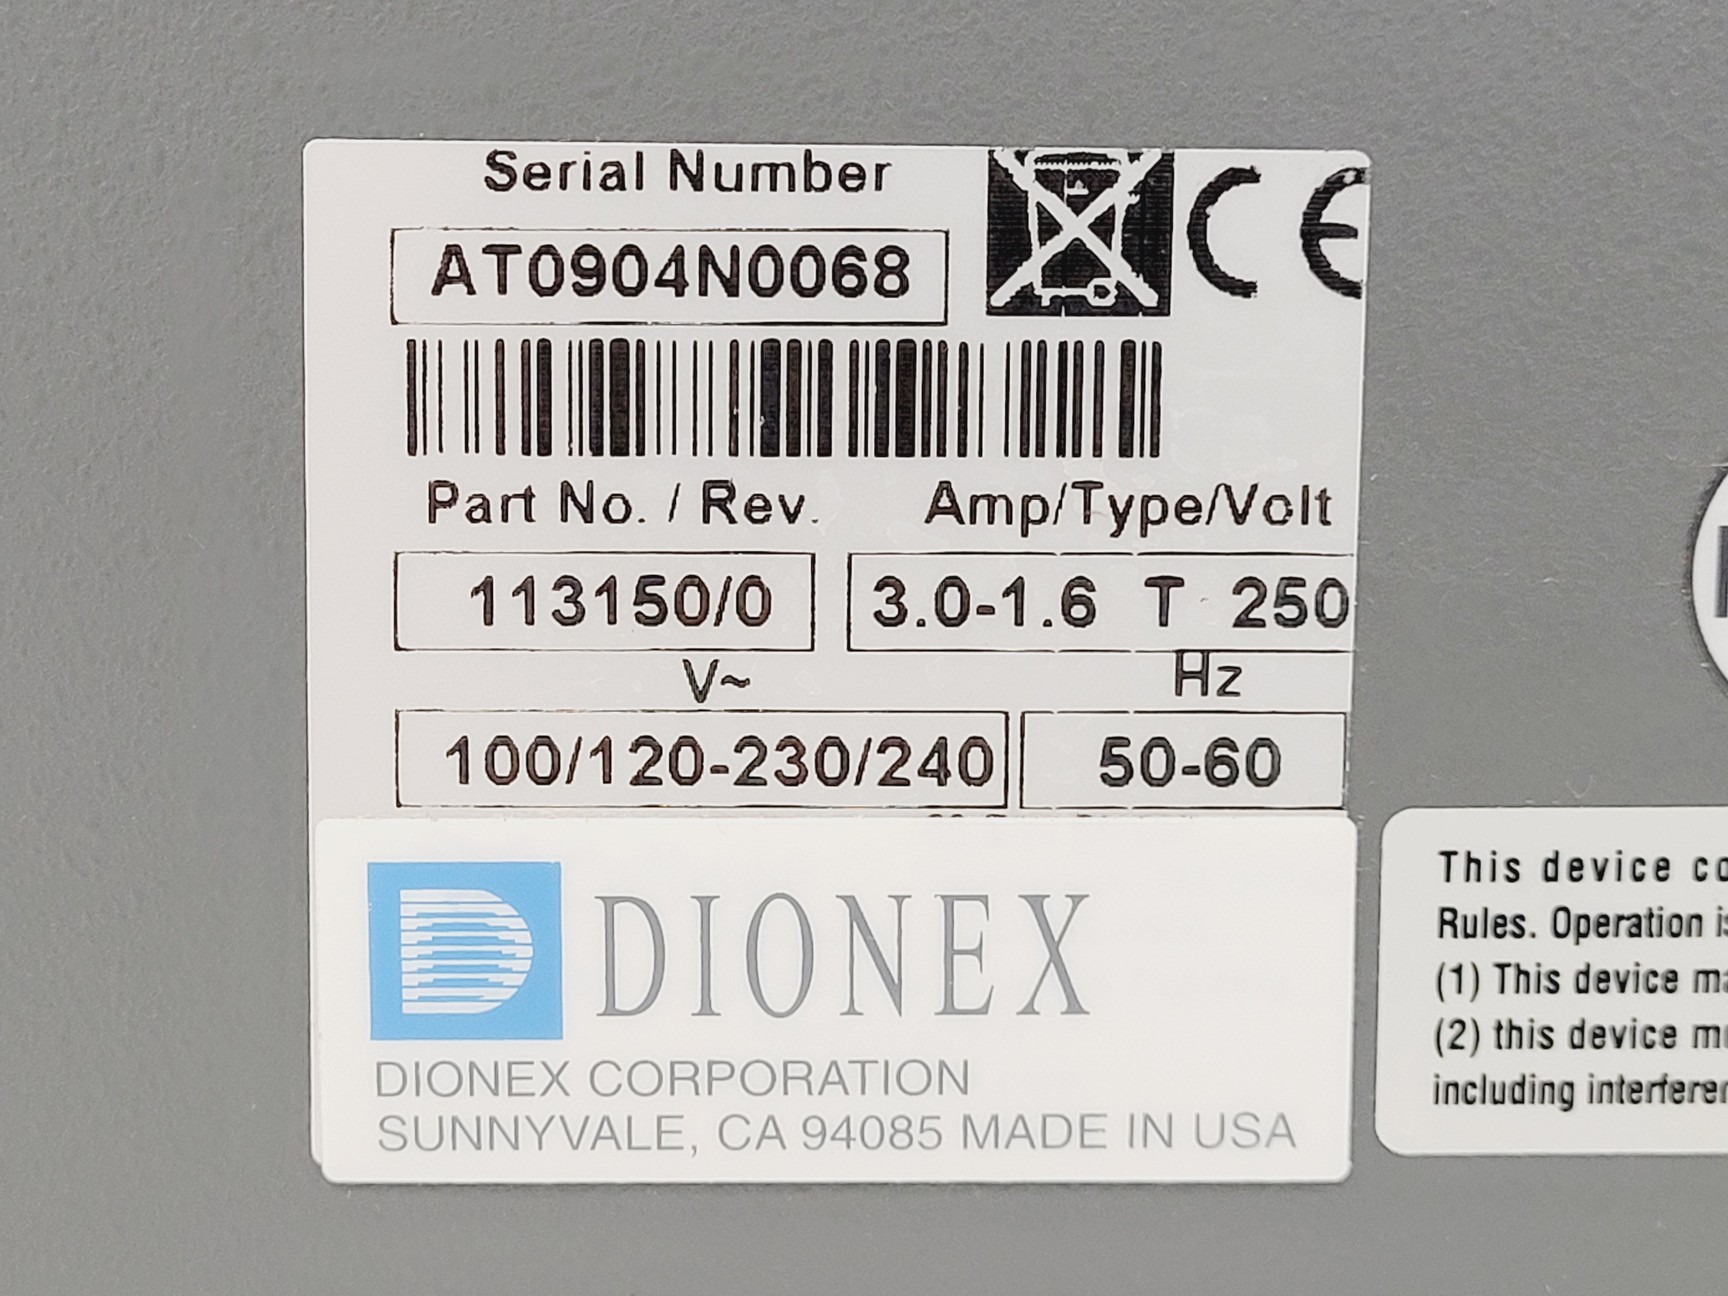 Serial Number
CE
AT0904N0068
Part No. / Rev.
Amp/Type/Volt
113150/0
3.0-1.6 T 250
V~
Hz
100/120-230/240
50-60
DIONEX
DIONEX CORPORATION
SUNNYVALE, CA 94085 MADE IN USA
This device
Rules. Operation
(1) This device
(2) this device
including